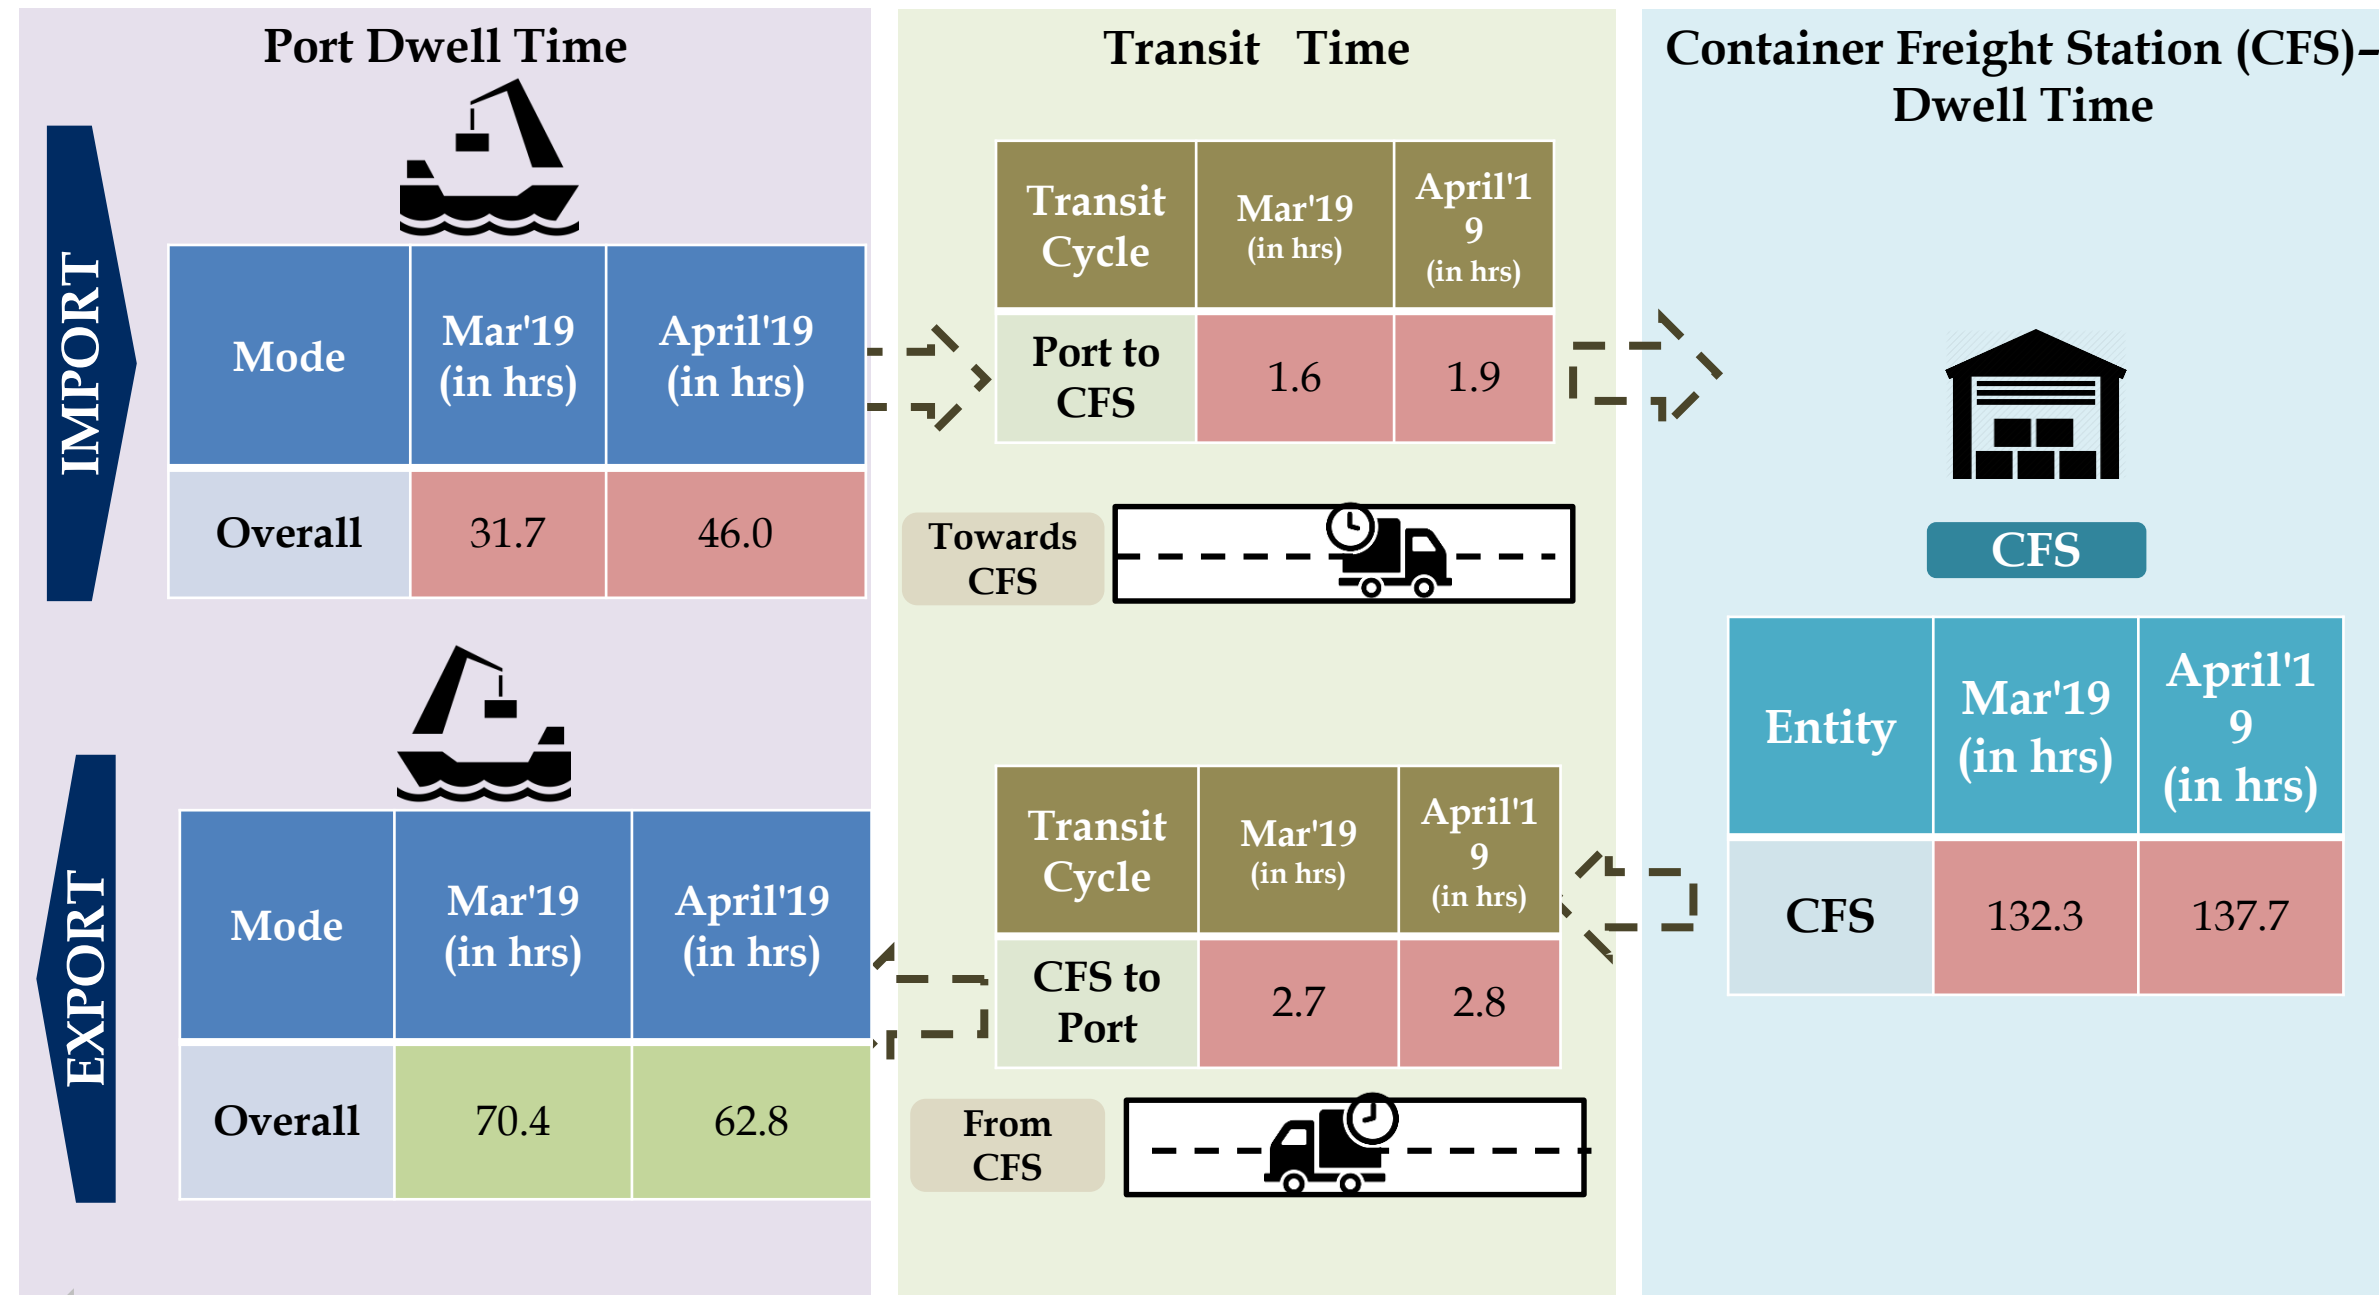 Port Dwell Time
IMPORT
Mode
Mar'19
(in hrs)
April'19
(in hrs)
Overall
31.7
46.0
EXPORT
Mode
Mar'19
(in hrs)
April'19
(in hrs)
Overall
70.4
62.8
Transit Time
Transit
Cycle
Mar'19
(in hrs)
April'1
9
(in hrs)
Port to
CFS
1.6
1.9
Towards
CFS
Transit
Cycle
Mar'19
(in hrs)
April'1
9
(in hrs)
CFS to
Port
2.7
2.8
From
CFS
Container Freight Station (CFS)–
Dwell Time
CFS
Entity
Mar'19
(in hrs)
April'1
9
(in hrs)
CFS
132.3
137.7